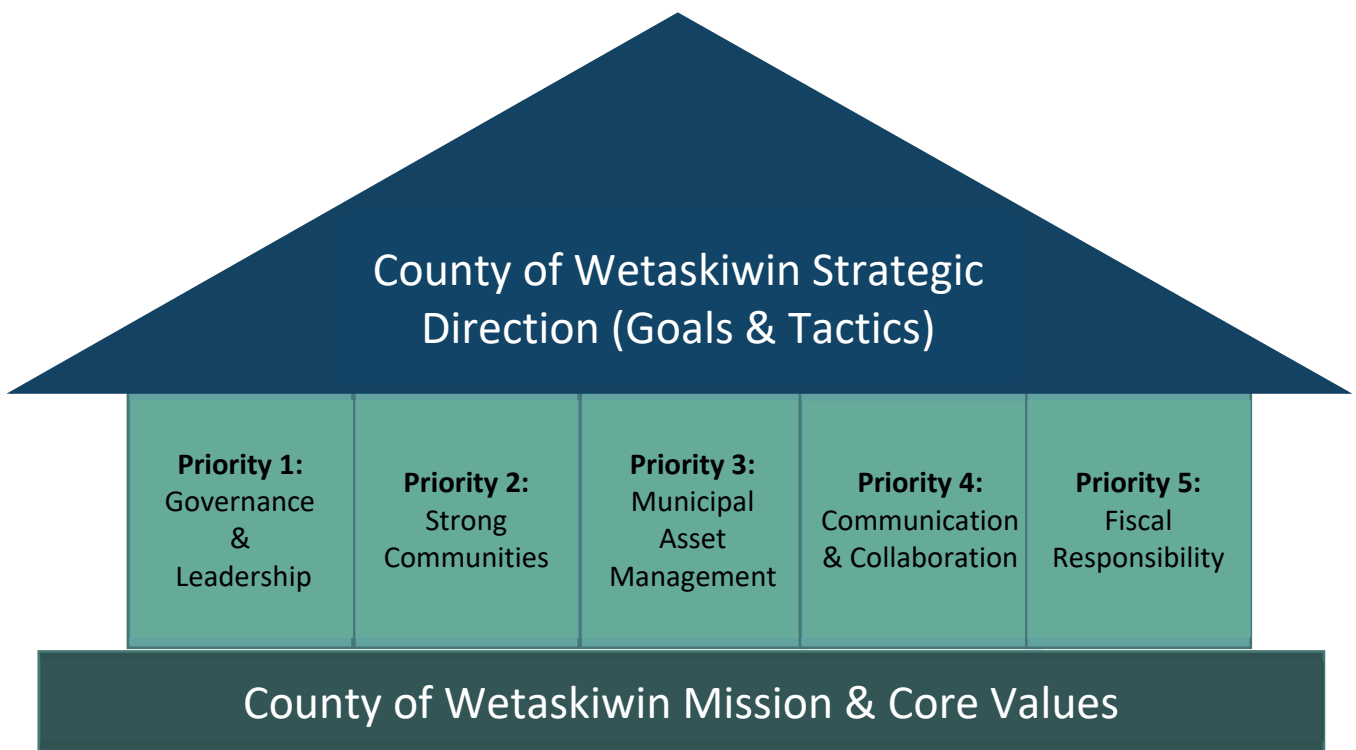 County of Wetaskiwin Strategic
Direction (Goals & Tactics)
Priority 1:
Governance
&
Leadership
Priority 2:
Strong
Communities
Priority 3:
Municipal
Asset
Management
Priority 4:
Communication
& Collaboration
Priority 5:
Fiscal
Responsibility
County of Wetaskiwin Mission & Core Values